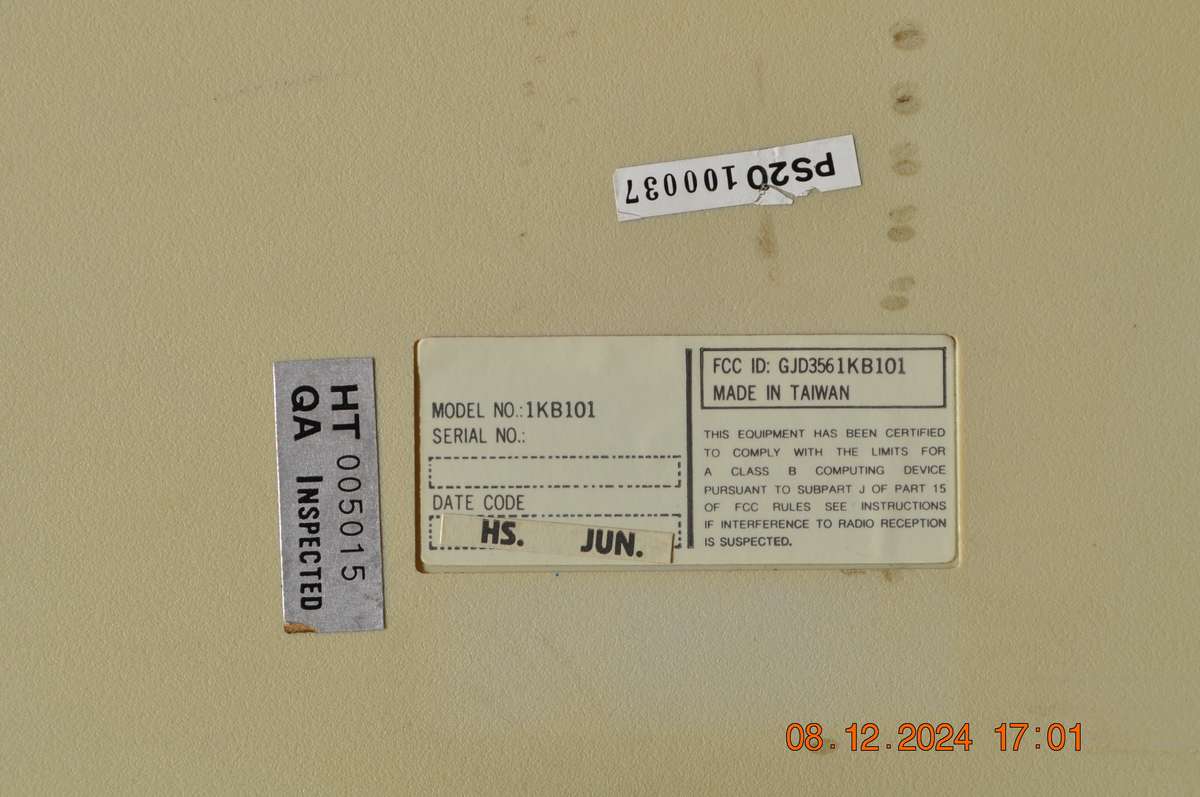 PS20100037
HT 005015
QA INSPECTED
MODEL NO.:1KB101
SERIAL NO.:
DATE CODE
HS. JUN.
FCC ID: GJD3561KB101
MADE IN TAIWAN
THIS EQUIPMENT HAS BEEN CERTIFIED
TO COMPLY WITH THE LIMITS FOR
A CLASS B COMPUTING DEVICE
PURSUANT TO SUBPART J OF PART 15
OF FCC RULES SEE INSTRUCTIONS
IF INTERFERENCE TO RADIO RECEPTION
IS SUSPECTED.
08.12.2024 17:01